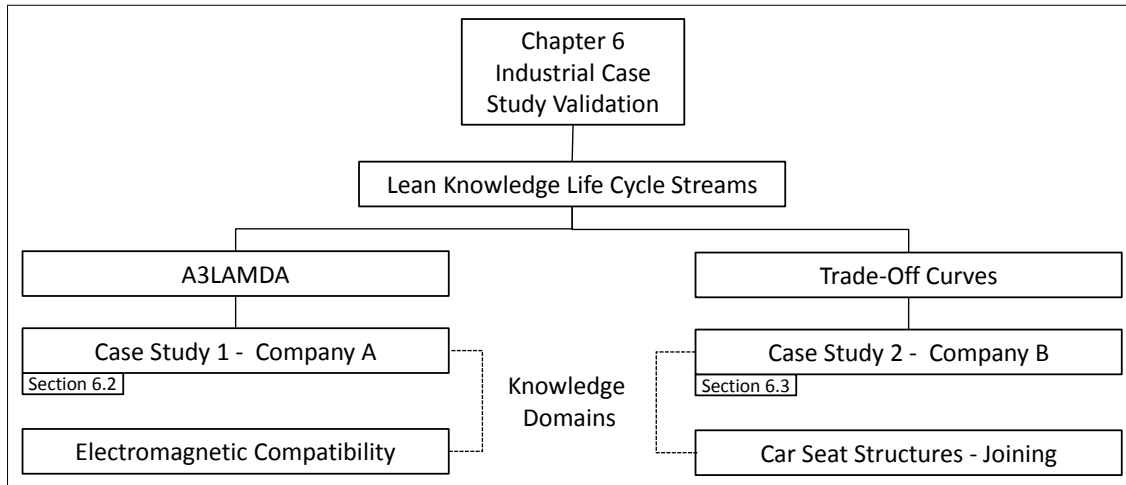 Chapter 6
Industrial Case
Study Validation
Lean Knowledge Life Cycle Streams
A3LAMDA
Trade-Off Curves
Case Study 1 - Company A
Case Study 2 - Company B
Section 6.2
Section 6.3
Knowledge
Domains
Electromagnetic Compatibility
Car Seat Structures - Joining